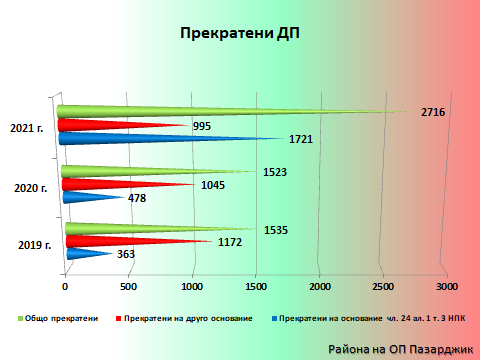 Прекратени ДП
2021 г.
2716
995
1721
2020 г.
1523
1045
478
2019 г.
1535
1172
363
0 500 1000 1500 2000 2500 3000
Общо прекратени Прекратени на друго основание Прекратени на основание чл. 24 ал. 1 т. 3 НПК
Района на ОП Пазарджик